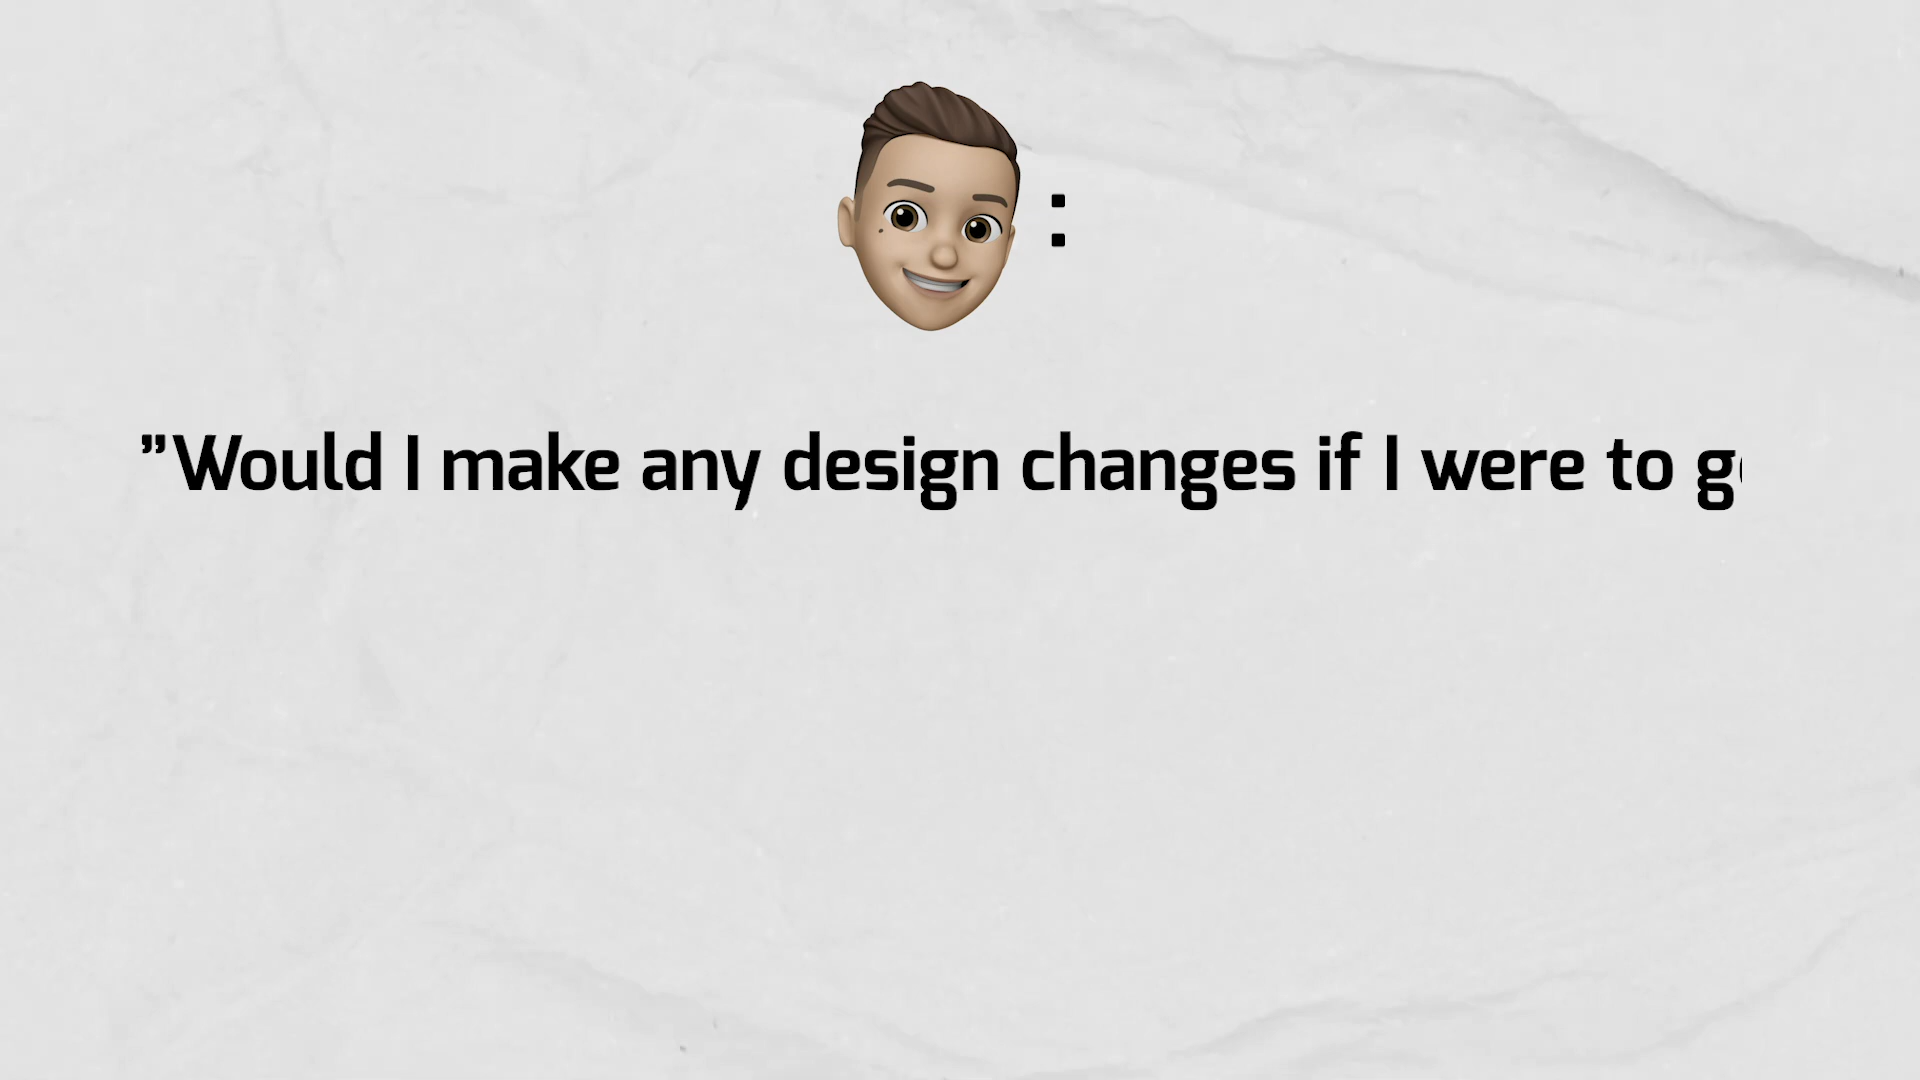 :
”Would I make any design changes if I were to